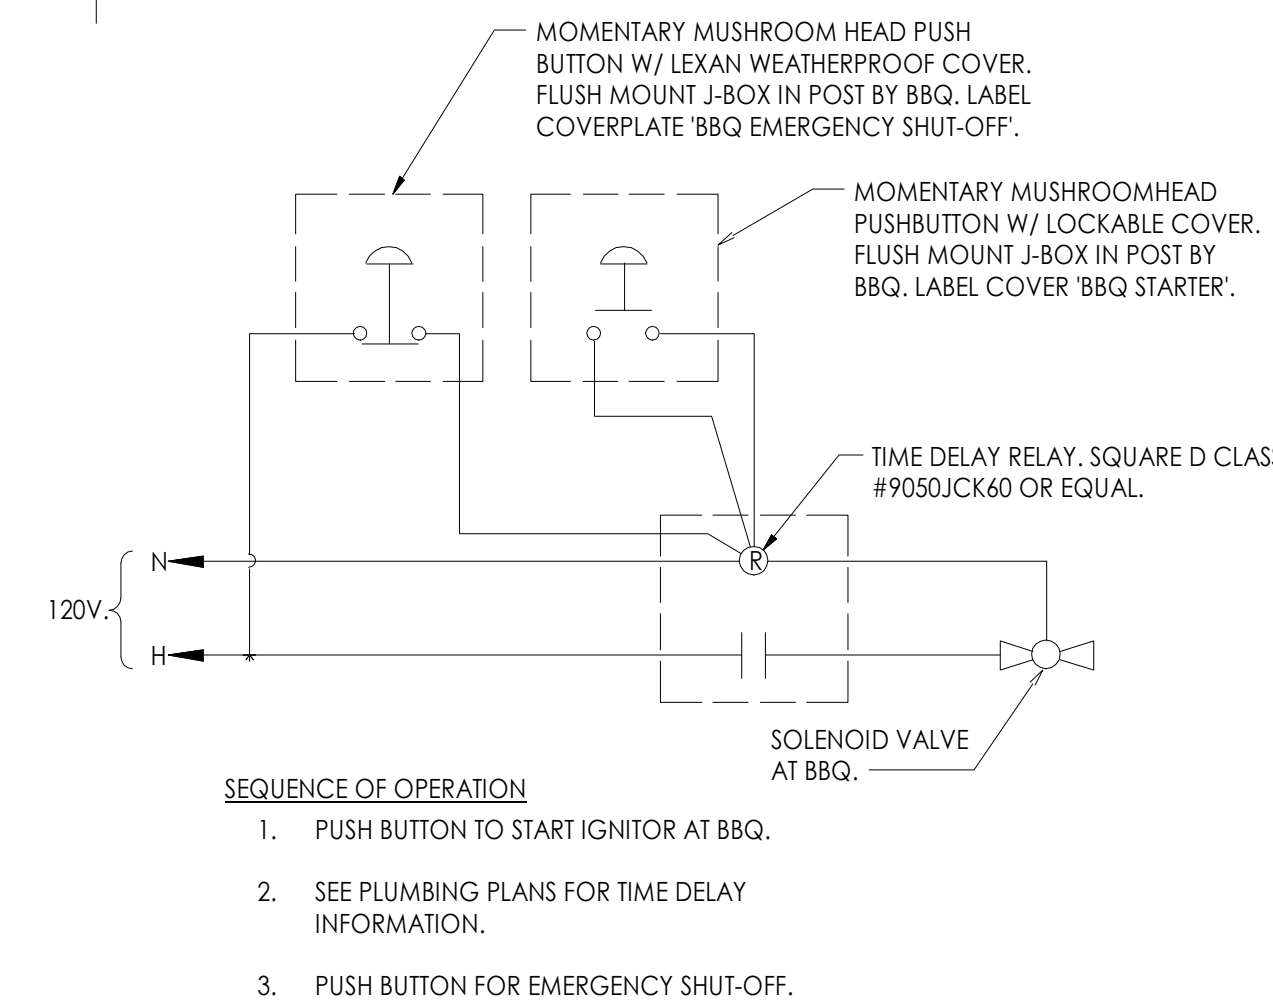 MOMENTARY MUSHROOM HEAD PUSH
BUTTON W/ LEXAN WEATHERPROOF COVER.
FLUSH MOUNT J-BOX IN POST BY BBQ. LABEL
COVERPLATE 'BBQ EMERGENCY SHUT-OFF'.
MOMENTARY MUSHROOMHEAD
PUSHBUTTON W/ LOCKABLE COVER.
FLUSH MOUNT J-BOX IN POST BY
BBQ. LABEL COVER 'BBQ STARTER'.
TIME DELAY RELAY. SQUARE D
#9050JCK60 OR EQUAL.
N
R
120V.
H
SOLENOID VALVE
AT BBQ.
SEQUENCE OF OPERATION
1. PUSH BUTTON TO START IGNITOR AT BBQ.
2. SEE PLUMBING PLANS FOR TIME DELAY
INFORMATION.
3. PUSH BUTTON FOR EMERGENCY SHUT-OFF.